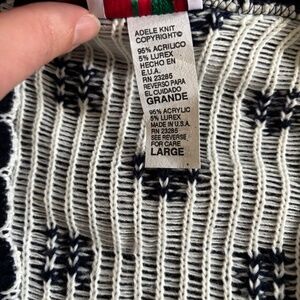 ADELE KNIT
COPYRIGHT©
95% ACRILICO
5% LUREX
HECHO EN
E.U.A.
RN 23285
REVERSO PARA
EL CUIDADO
GRANDE
95% ACRYLIC
5% LUREX
MADE IN U.S.A.
RN 23285
SEE REVERSE
FOR CARE
LARGE